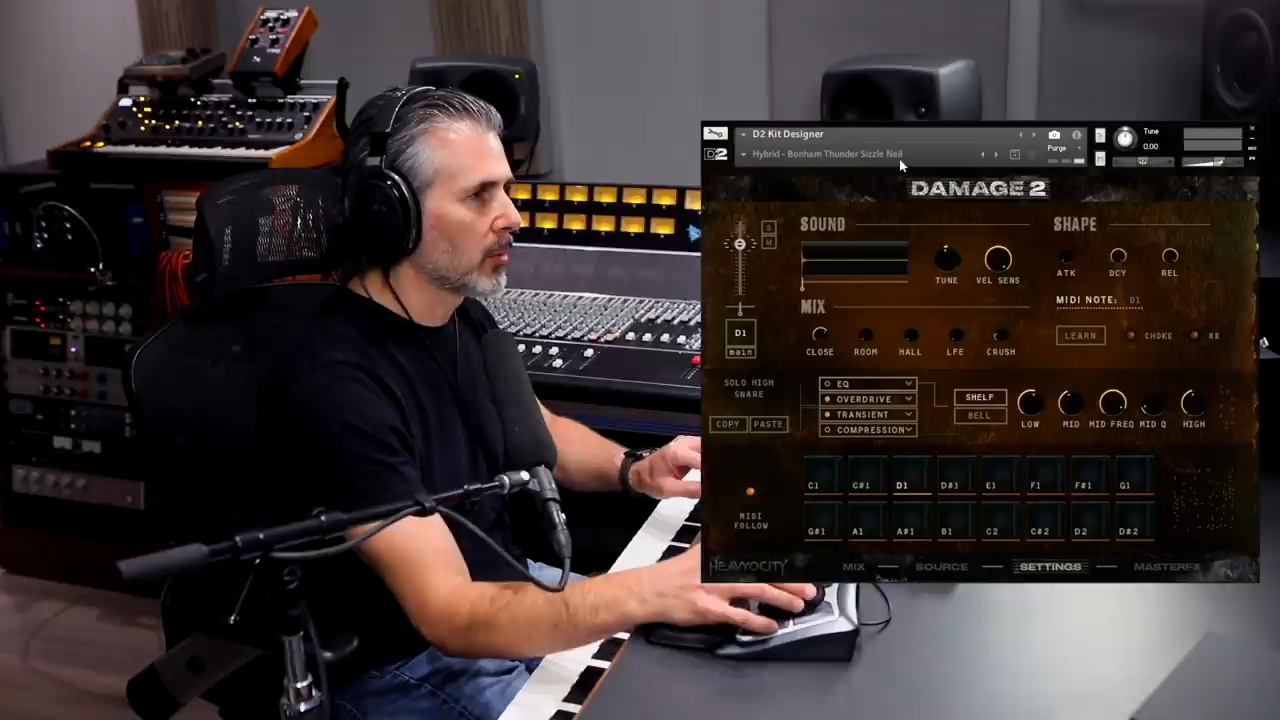 D2 Kit Designer
Purge
Tune
0.00
D2
Hybrid - Bonham Thunder Sizzle Neil
DAMAGE 2
SOUND
SHAPE
S
M
TUNE
VEL SENS
ATK
DCY
REL
MIX
MIDI NOTE: D1
D1
main
CLOSE
ROOM
HALL
LFE
CRUSH
LEARN
CHOKE
RR
SOLO HIGH
SNARE
EQ
OVERDRIVE
TRANSIENT
COMPRESSION
SHELF
BELL
LOW
MID
MID FREQ
MID Q
HIGH
COPY
PASTE
C1
C#1
D1
D#1
E1
F1
F#1
G1
MIDI
FOLLOW
G#1
A1
A#1
B1
C2
C#2
D2
D#2
HEAVYOCITY
MIX
SOURCE
SETTINGS
MASTERFX